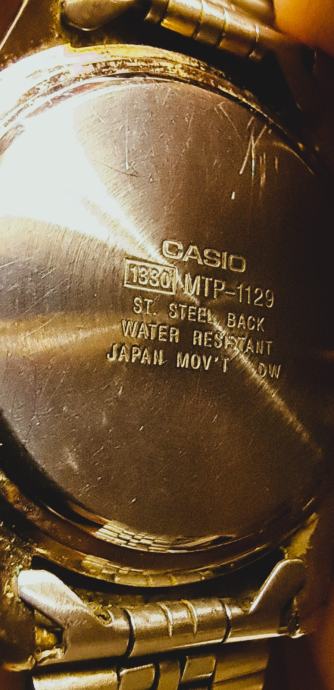 CASIO
1330 MTP-1129
ST. STEEL BACK
WATER RESISTANT
JAPAN MOV'T DW